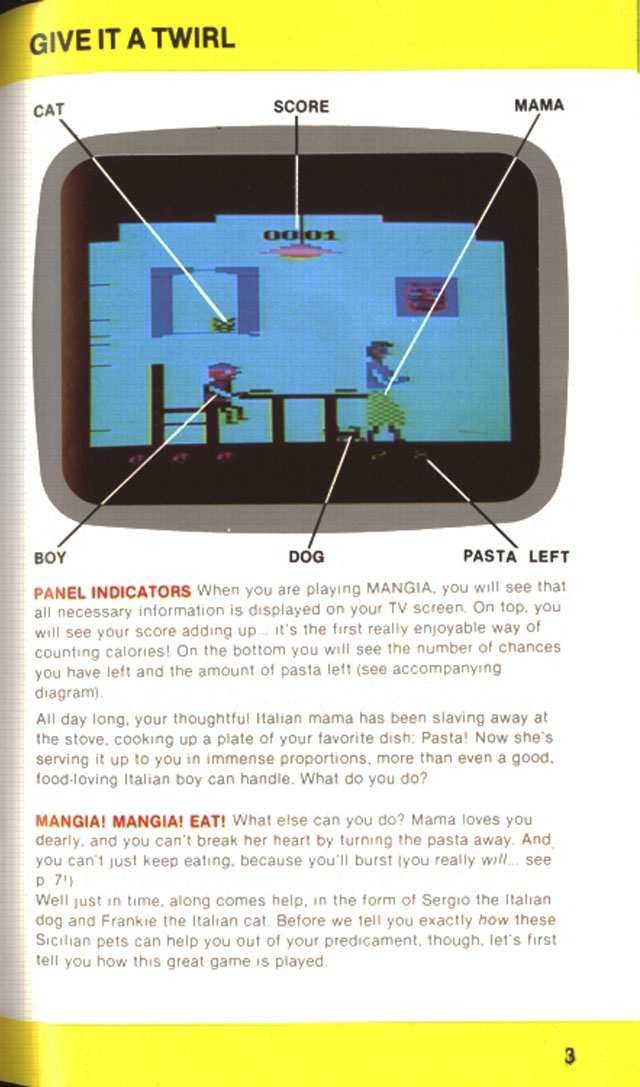 GIVE IT A TWIRL
CAT
SCORE
MAMA
00 01
BOY
DOG
PASTA LEFT
PANEL INDICATORS When you are playing MANGIA, you will see that
all necessary information is displayed on your TV screen. On top, you
will see your score adding up... it's the first really enjoyable way of
counting calories! On the bottom you will see the number of chances
you have left and the amount of pasta left (see accompanying
diagram).
All day long, your thoughtful Italian mama has been slaving away at
the stove, cooking up a plate of your favorite dish: Pasta! Now she's
serving it up to you in immense proportions, more than even a good,
food-loving Italian boy can handle. What do you do?
MANGIA! MANGIA! EAT! What else can you do? Mama loves you
dearly, and you can't break her heart by turning the pasta away. And
you can't just keep eating, because you'll burst (you really will... see
p. 7!)
Well just in time, along comes help, in the form of Sergio the Italian
dog and Frankie the Italian cat. Before we tell you exactly how these
Sicilian pets can help you out of your predicament, though, let's first
tell you how this great game is played.
3